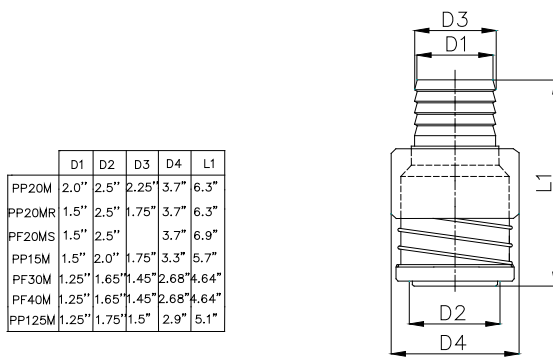 D3
D1
L1
D2
D4
D1 D2 D3 D4 L1
PP20M 2.0’’ 2.5’’ 2.25’’ 3.7’’ 6.3’’
PP20MR 1.5’’ 2.5’’ 1.75’’ 3.7’’ 6.3’’
PF20MS 1.5’’ 2.5’’ 3.7’’ 6.9’’
PP15M 1.5’’ 2.0’’ 1.75’’ 3.3’’ 5.7’’
PF30M 1.25’’ 1.65’’ 1.45’’ 2.68’’ 4.64’’
PF40M 1.25’’ 1.65’’ 1.45’’ 2.68’’ 4.64’’
PP125M 1.25’’ 1.75’’ 1.5’’ 2.9’’ 5.1’’